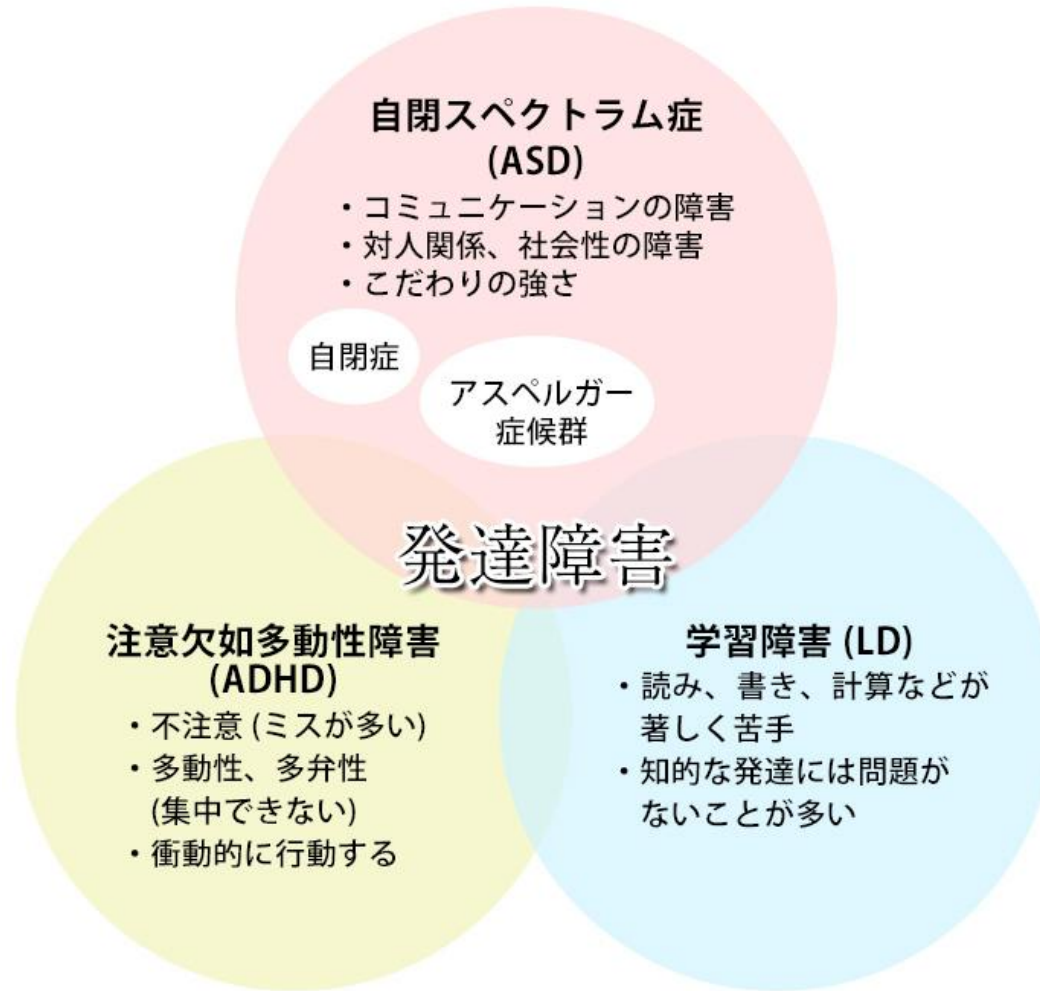 自閉スペクトラム症
(ASD)
・コミュニケーションの障害
・対人関係、社会性の障害
・こだわりの強さ
自閉症
アスペルガー
症候群
発達障害
注意欠如多動性障害
(ADHD)
・不注意 (ミスが多い)
・多動性、多弁性
(集中できない)
・衝動的に行動する
学習障害 (LD)
・読み、書き、計算などが
著しく苦手
・知的な発達には問題が
ないことが多い